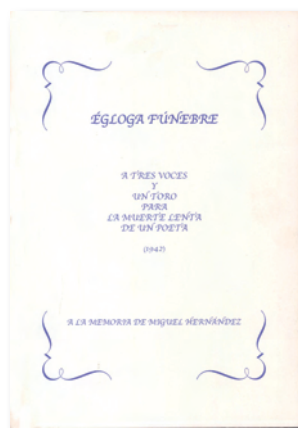 ÉGLOGA FÚNEBRE
A TRES VOCES
Y
UN TORO
PARA
LA MUERTE LENTA
DE UN POETA
(1942)
A LA MEMORIA DE MIGUEL HERNÁNDEZ